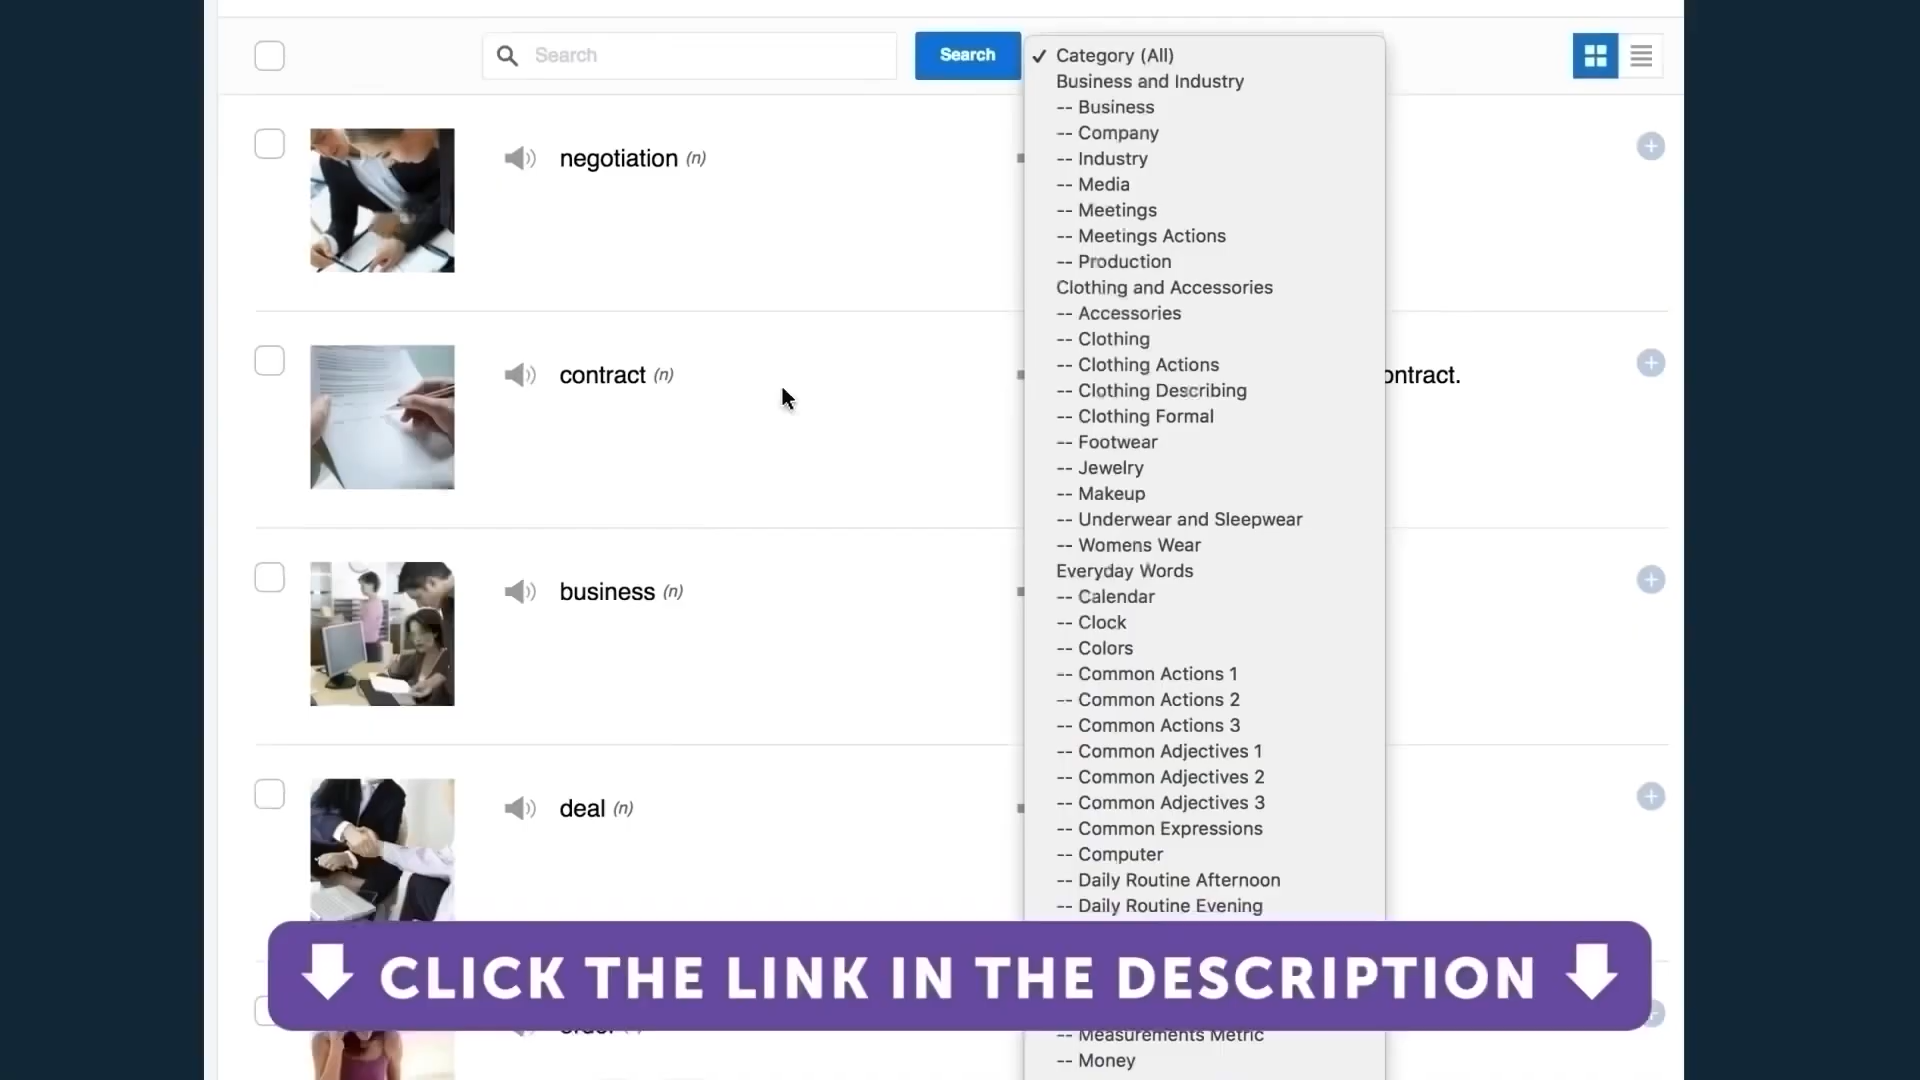 Search
Search
✓ Category (All)
Business and Industry
-- Business
-- Company
-- Industry
-- Media
-- Meetings
-- Meetings Actions
-- Production
Clothing and Accessories
-- Accessories
-- Clothing
-- Clothing Actions
-- Clothing Describing
-- Clothing Formal
-- Footwear
-- Jewelry
-- Makeup
-- Underwear and Sleepwear
-- Womens Wear
Everyday Words
-- Calendar
-- Clock
-- Colors
-- Common Actions 1
-- Common Actions 2
-- Common Actions 3
-- Common Adjectives 1
-- Common Adjectives 2
-- Common Adjectives 3
-- Common Expressions
-- Computer
-- Daily Routine Afternoon
-- Daily Routine Evening
-- Measurements Metric
-- Money
negotiation (n)
contract (n)
ontract.
business (n)
deal (n)
CLICK THE LINK IN THE DESCRIPTION